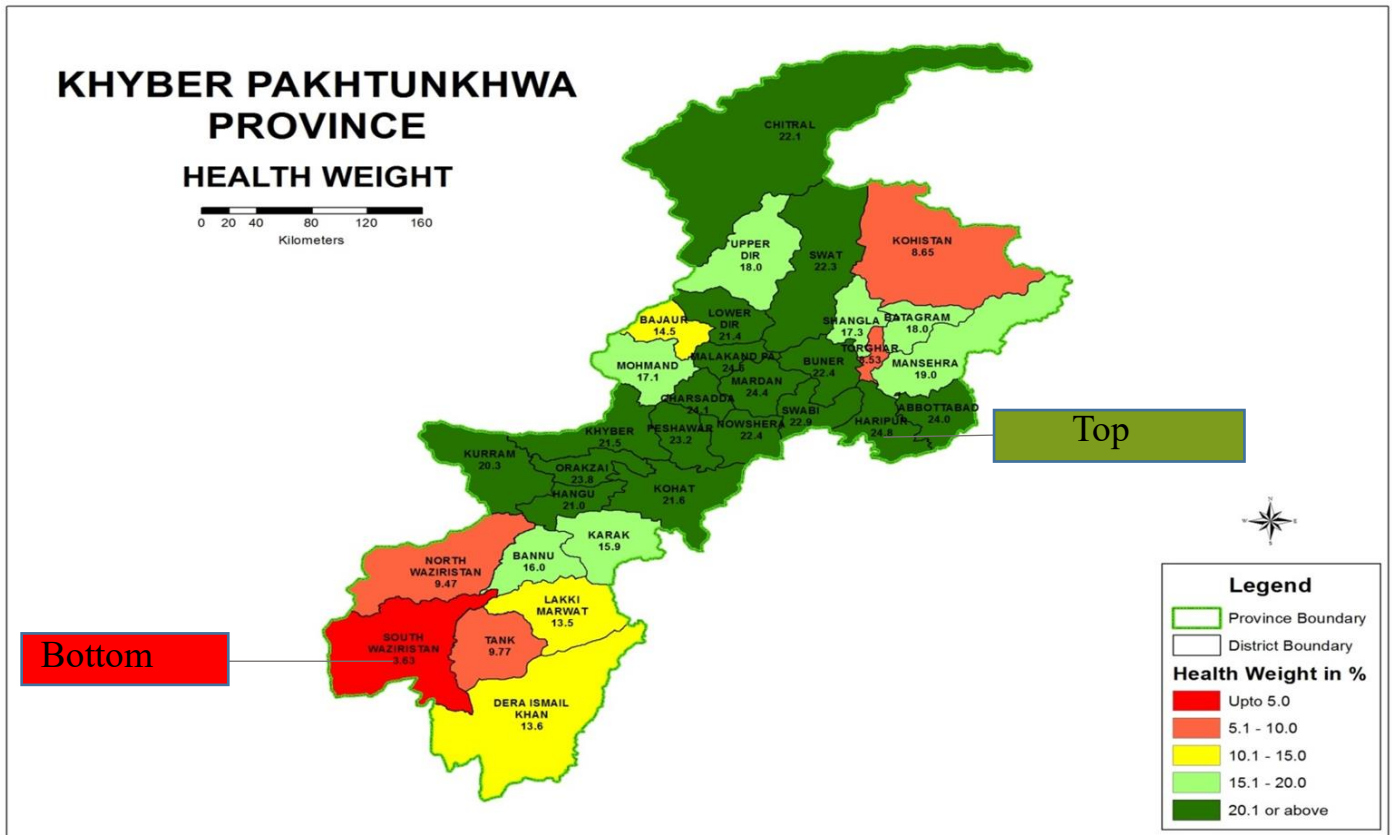 KHYBER PAKHTUNKHWA
PROVINCE
HEALTH WEIGHT
0 20 40 80 120 160
Kilometers
CHITRAL
22.1
UPPER
DIR
18.0
SWAT
22.3
KOHISTAN
8.65
BAJAUR
14.5
LOWER
DIR
21.4
SHANGLA
17.3
BATAGRAM
18.0
MOHMAND
17.1
MALAKAND PA
24.6
BUNER
22.4
TORGHAR
MANSEHRA
19.0
MARDAN
24.4
CHARSADDA
24.1
SWABI
22.9
HARIPUR
24.8
ABBOTTABAD
24.0
Top
KHYBER
21.5
PESHAWAR
23.2
NOWSHERA
22.4
KURRAM
20.3
ORAKZAI
23.8
HANGU
21.0
KOHAT
21.6
KARAK
15.9
BANNU
16.0
NORTH
WAZIRISTAN
9.47
LAKKI
MARWAT
13.5
SOUTH
WAZIRISTAN
3.63
TANK
9.77
Bottom
DERA ISMAIL
KHAN
13.6
N
W E
S
Legend
Province Boundary
District Boundary
Health Weight in %
Upto 5.0
5.1 - 10.0
10.1 - 15.0
15.1 - 20.0
20.1 or above